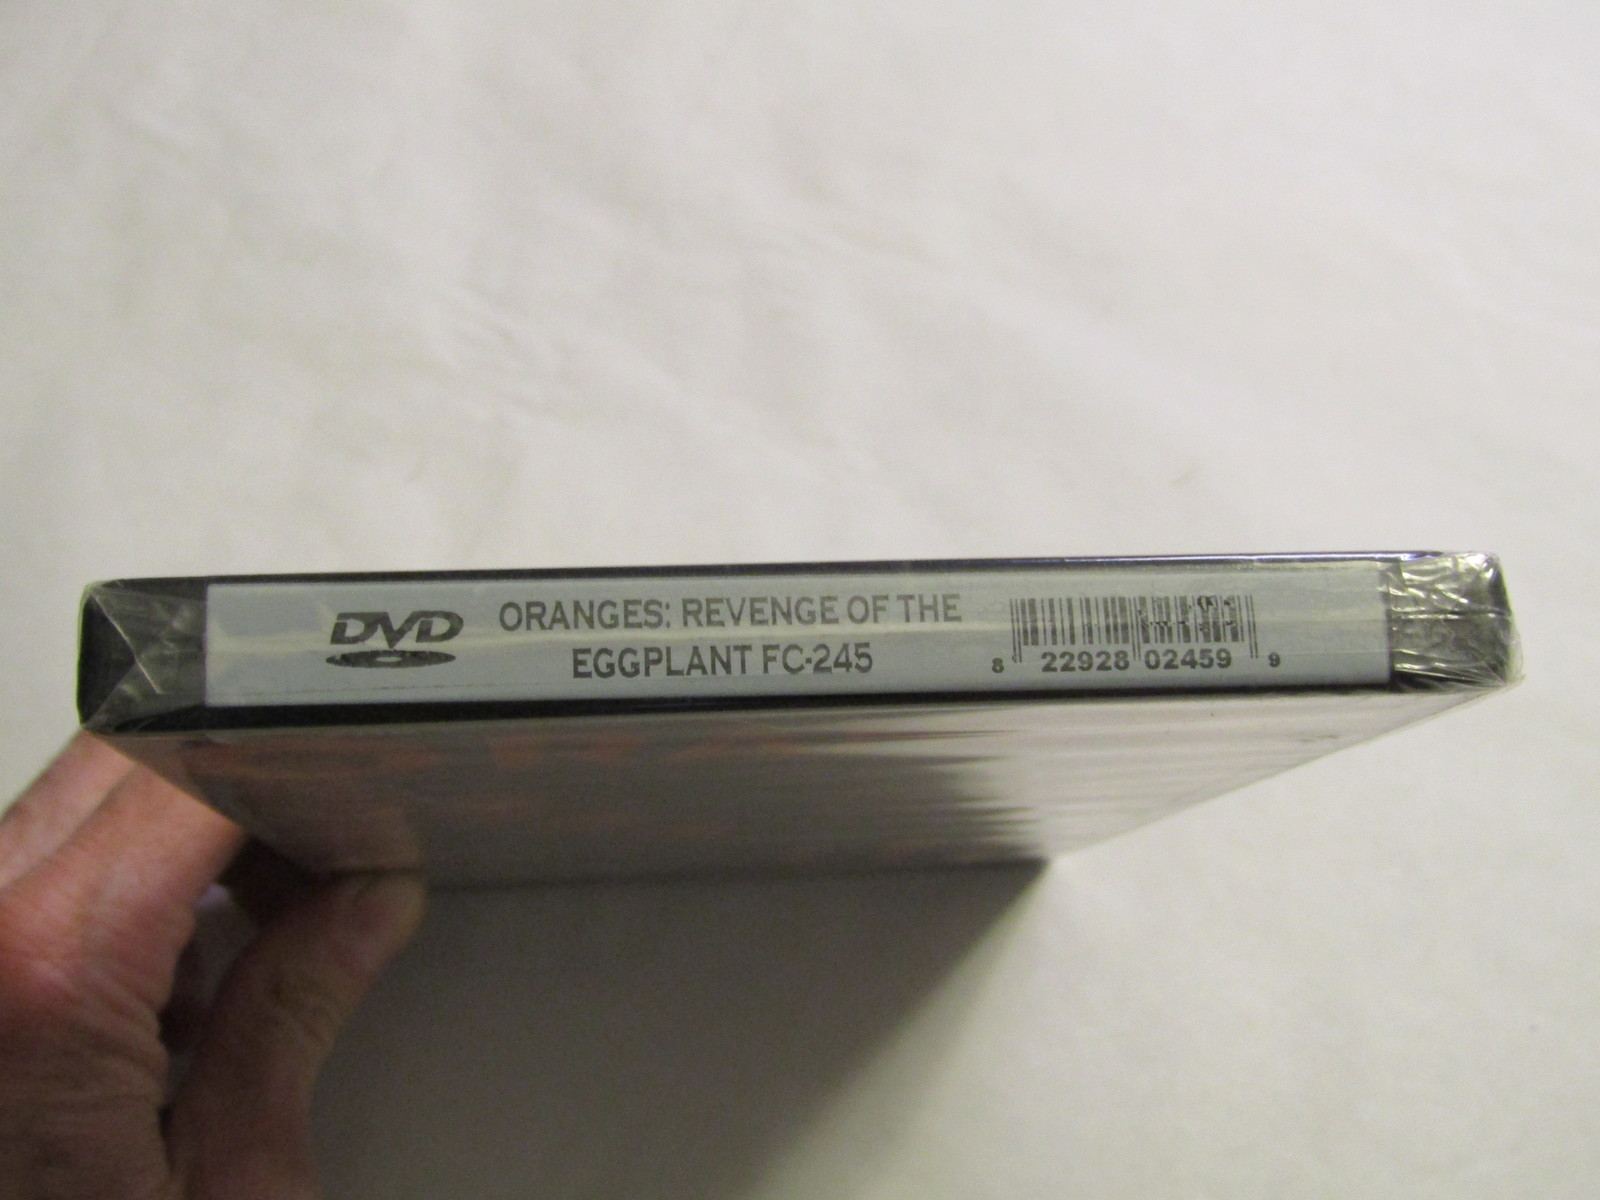 DVD
ORANGES: REVENGE OF THE
EGGPLANT FC-245
8 22928 02459 9